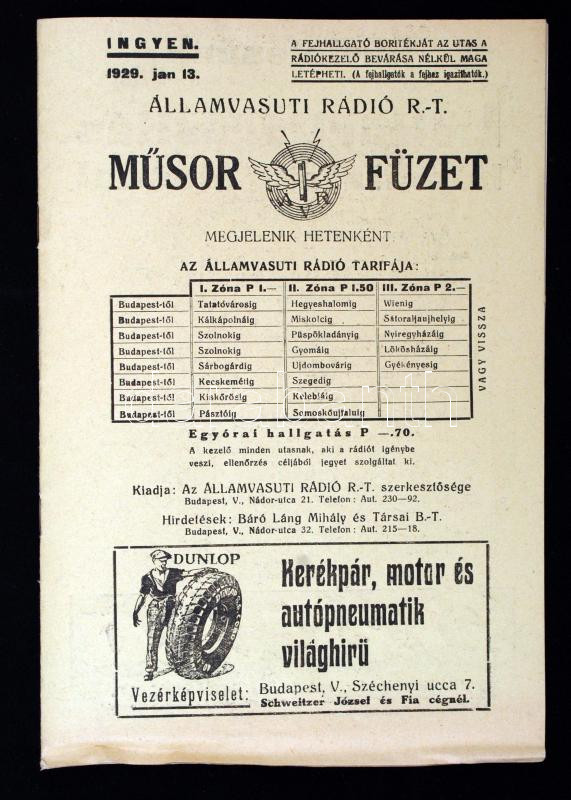 INGYEN.
1929. jan 13.
A FEJHALLGATÓ BORITÉKJÁT AZ UTAS A
RÁDIÓKEZELŐ BEVÁRÁSA NÉLKÜL MAGA
LETÉPHETI. (A fejhallgatók a fejhez igazithatók.)
ÁLLAMVASUTI RÁDIÓ R.-T.
MŰSOR FÜZET
AVR
MEGJELENIK HETENKÉNT
AZ ÁLLAMVASUTI RÁDIÓ TARIFÁJA:
I. Zóna P 1.— II. Zóna P 1.50 III. Zóna P 2.—
Budapest-től Tatatóvárosig Hegyeshalomig Wienig
Budapest-től Kálkápolnáig Miskolcig Sátoraljaujhelyig
Budapest-től Szolnokig Püspökladányig Nyiregyházáig
Budapest-től Szolnokig Gyomáig Lökösházáig
Budapest-től Sárbogárdig Ujdombovárig Gyékényesig
Budapest-től Kecskemétig Szegedig
Budapest-től Kiskőrösig Kelebiáig
Budapest-től Pásztóig Somoskőujfaluig
VAGY VISSZA
Egyórai hallgatás P —.70.
A kezelő minden utasnak, aki a rádiót igénybe
veszi, ellenőrzés céljából jegyet szolgáltat ki.
Kiadja: Az ÁLLAMVASUTI RÁDIÓ R.-T. szerkesztősége
Budapest, V., Nádor-utca 21. Telefon: Aut. 230—92.
Hirdetések: Báró Láng Mihály és Társai B.-T.
Budapest, V., Nádor-utca 32. Telefon: Aut. 215—18.
DUNLOP
Kerékpár, motor és
autópneumatik
világhirü
Vezérképviselet: Budapest, V., Széchenyi ucca 7.
Schweitzer József és Fia cégnél.